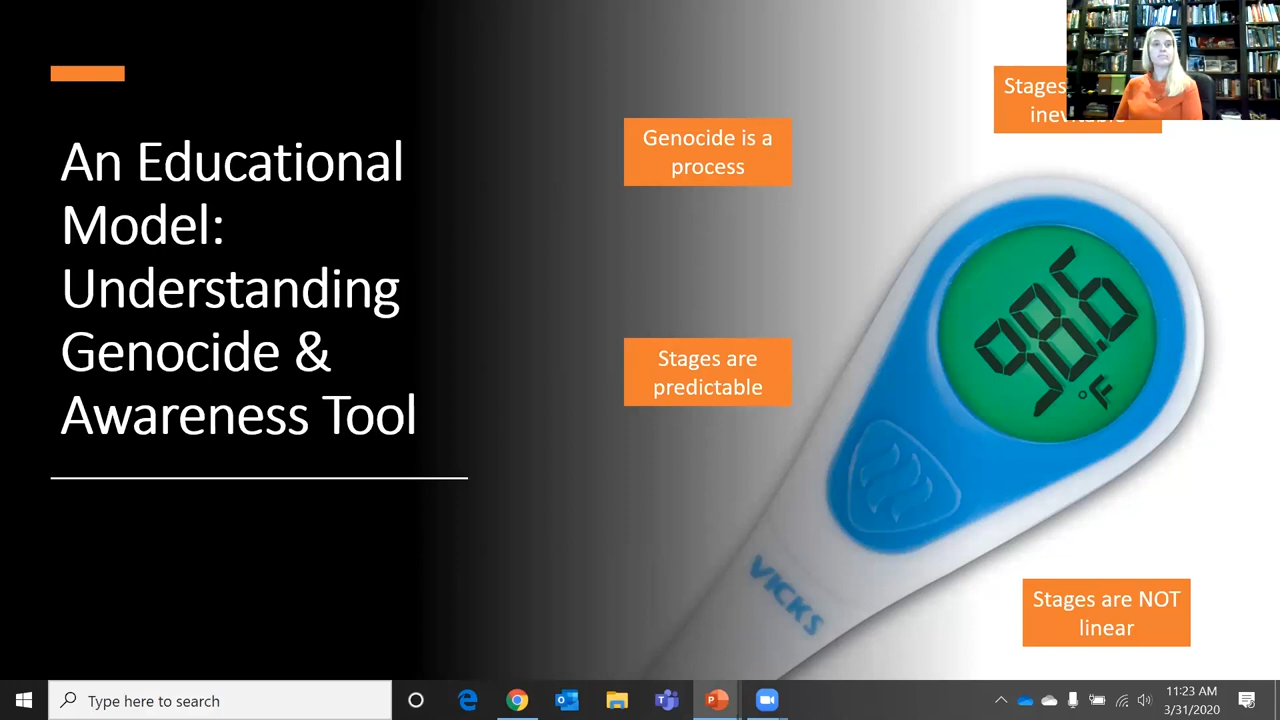 An Educational
Model:
Understanding
Genocide &
Awareness Tool
Genocide is a
process
Stages
Stages are
predictable
98.6
°F
VICKS
Stages are NOT
linear
Type here to search
11:23 AM
3/31/2020